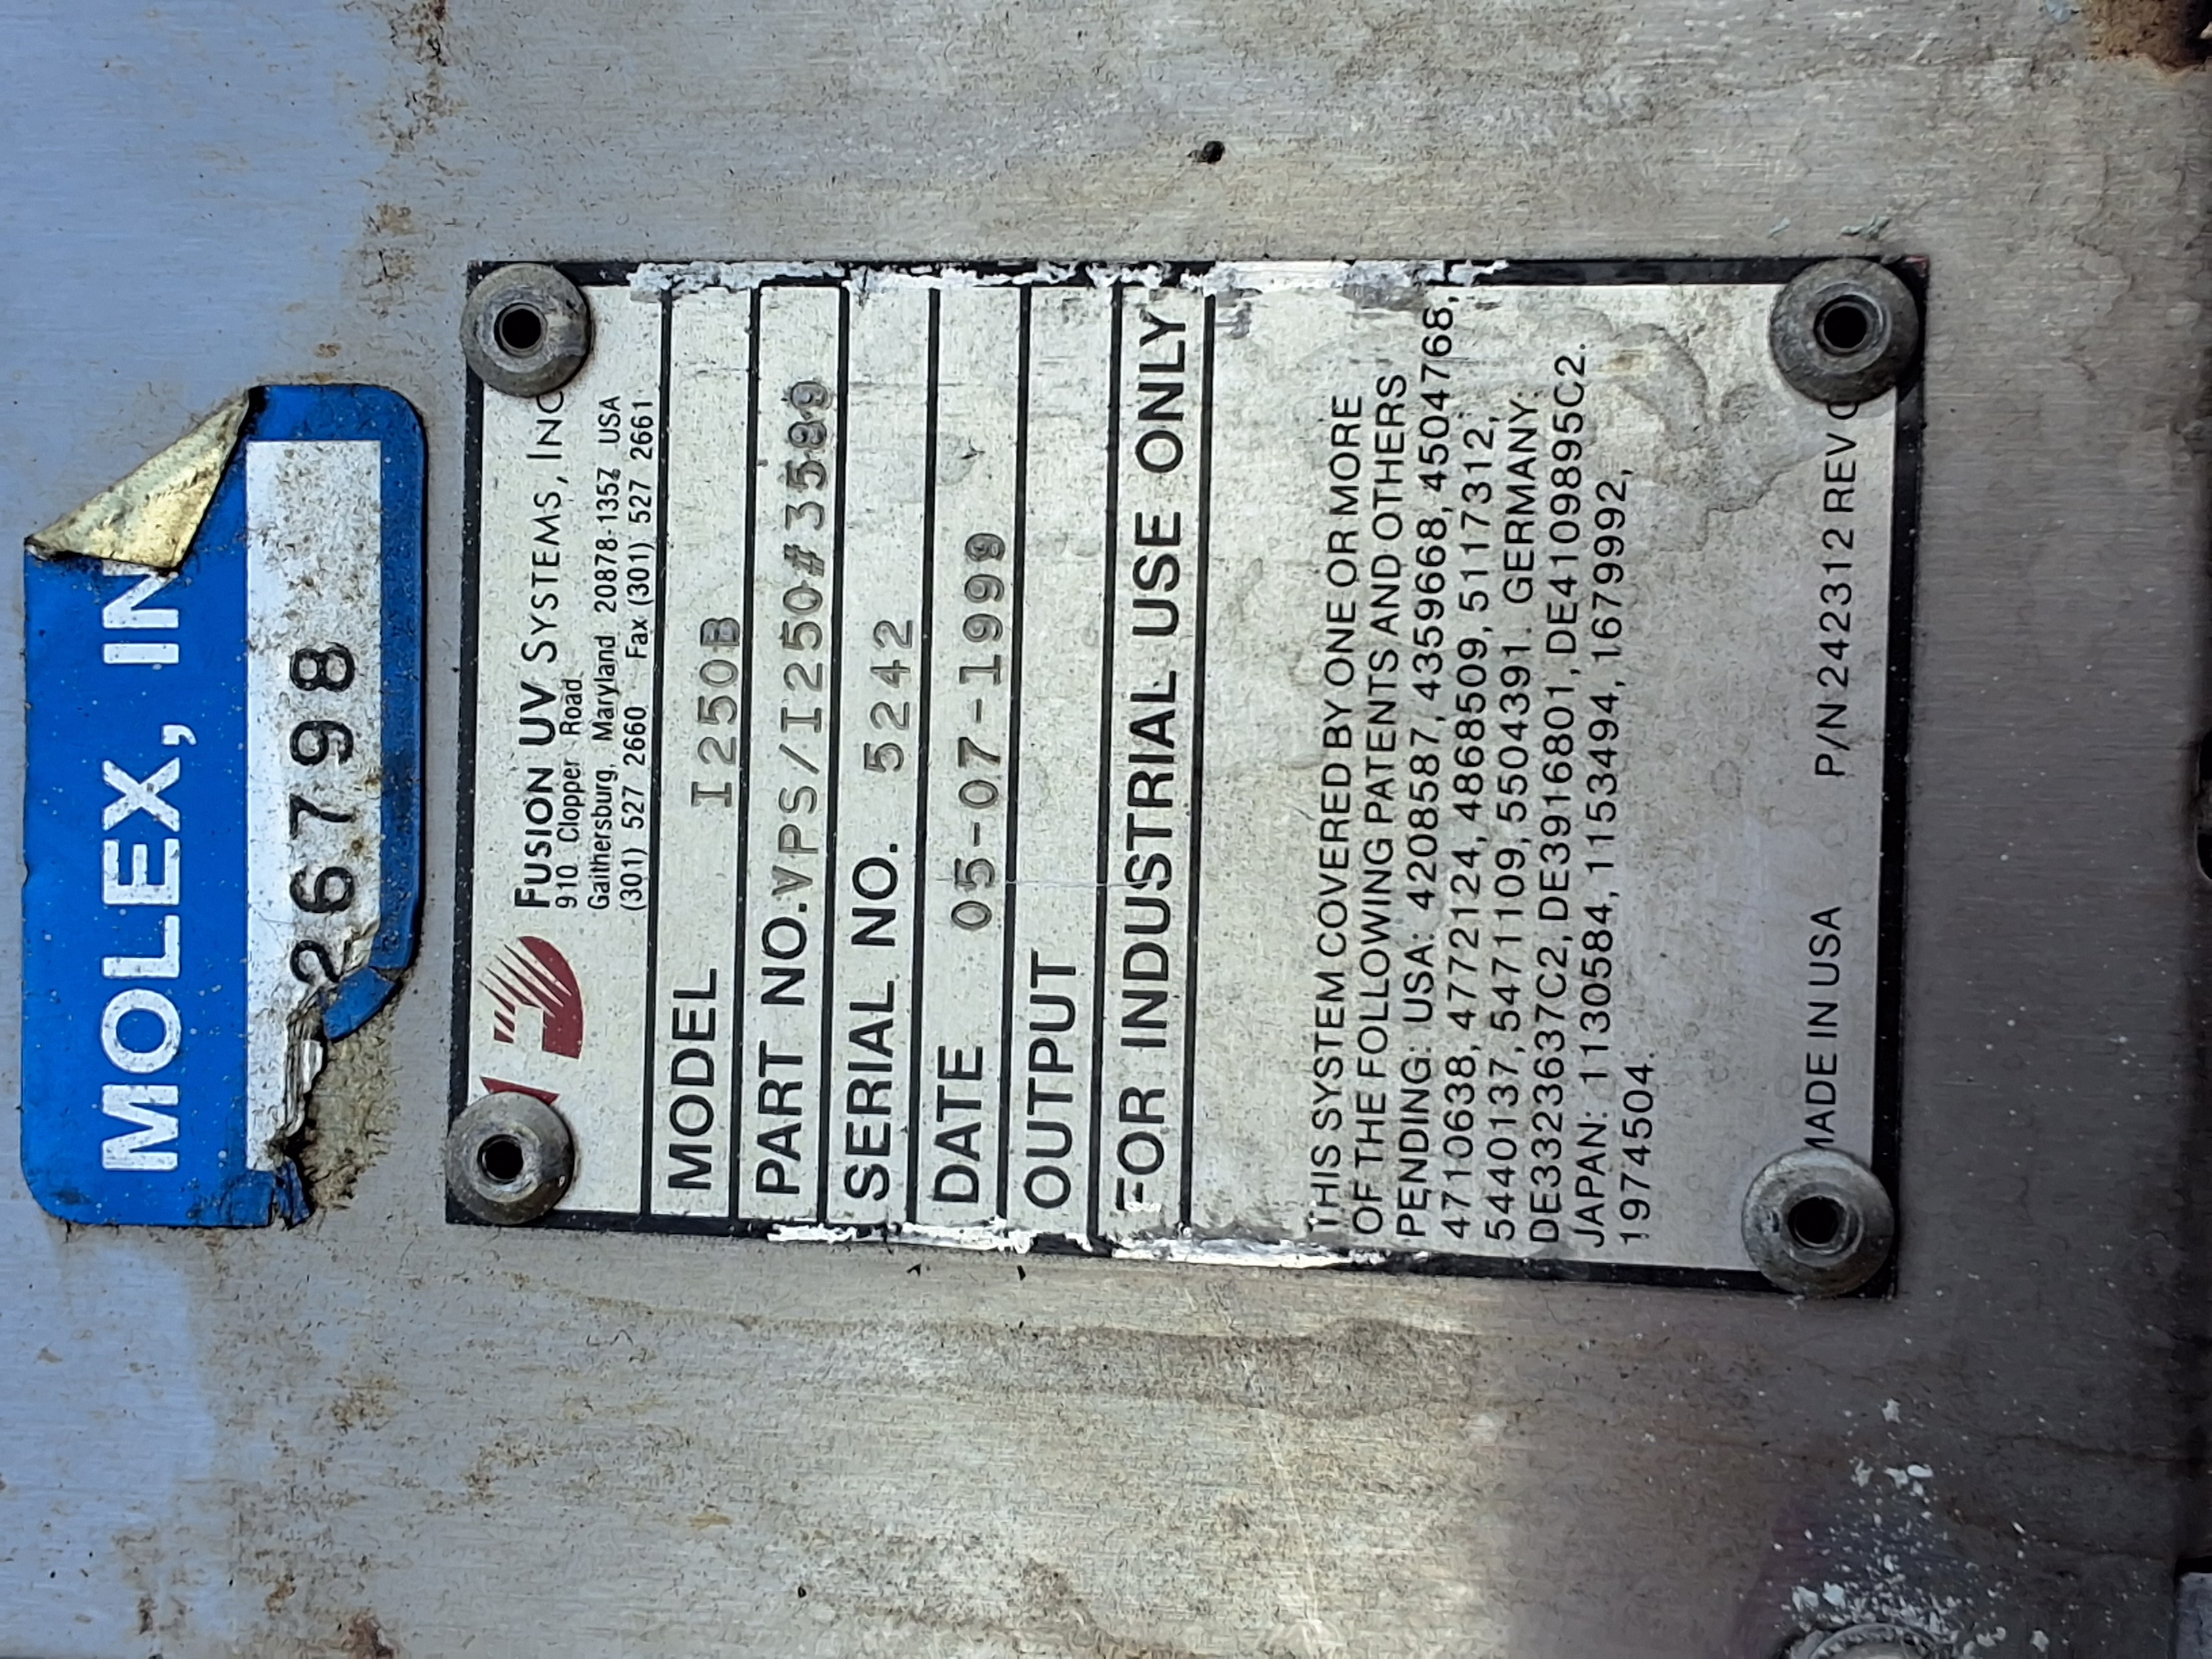 MOLEX, IN
26798
FUSION UV SYSTEMS, INC
910 Clopper Road
Gaithersburg, Maryland 20878-1357 USA
(301) 527 2660 Fax (301) 527 2661
MODEL I250B
PART NO. VPS/I250#3589
SERIAL NO. 5242
DATE 05-07-1999
OUTPUT
FOR INDUSTRIAL USE ONLY
THIS SYSTEM COVERED BY ONE OR MORE
OF THE FOLLOWING PATENTS AND OTHERS
PENDING: USA: 4208587, 4359668, 4504768,
4710638, 4772124, 4868509, 5117312,
5440137, 5471109, 5504391. GERMANY:
DE3323637C2, DE3916801, DE4109895C2.
JAPAN: 1130584, 1153494, 1679992,
1974504.
MADE IN USA P/N 242312 REV C